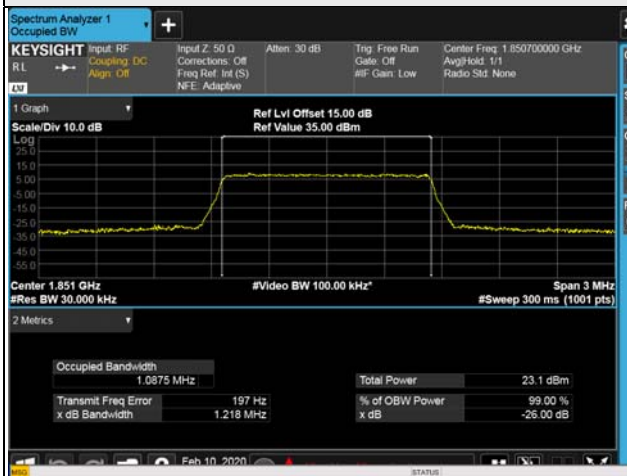 Spectrum Analyzer 1
Occupied BW
KEYSIGHT Input: RF Input Z: 50 Ω Atten: 30 dB Trig: Free Run Center Freq: 1.850700000 GHz
RL Coupling: DC Corrections: Off Gate: Off Avg|Hold: 1/1
Align: Off Freq Ref: Int (S) #IF Gain: Low Radio Std: None
LXI NFE: Adaptive
1 Graph
Ref Lvl Offset 15.00 dB
Scale/Div 10.0 dB Ref Value 35.00 dBm
Log
25.0
15.0
5.00
-5.00
-15.0
-25.0
-35.0
-45.0
-55.0
Center 1.851 GHz #Video BW 100.00 kHz* Span 3 MHz
#Res BW 30.000 kHz #Sweep 300 ms (1001 pts)
2 Metrics
Occupied Bandwidth
1.0875 MHz Total Power 23.1 dBm
Transmit Freq Error 197 Hz % of OBW Power 99.00 %
x dB Bandwidth 1.218 MHz x dB -26.00 dB
Feb 10, 2020
MSG STATUS